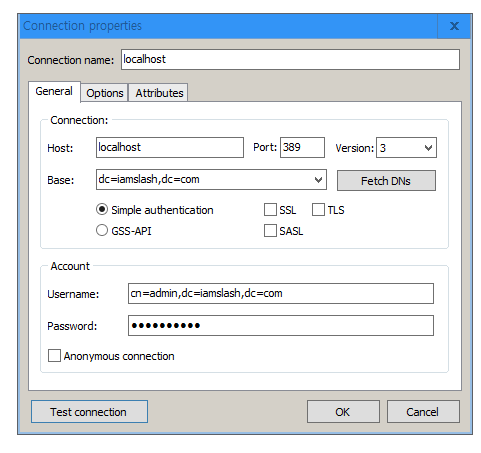 Connection properties x
Connection name: localhost
General Options Attributes
Connection:
Host: localhost Port: 389 Version: 3
Base: dc=iamslash,dc=com Fetch DNs
Simple authentication SSL TLS
GSS-API SASL
Account
Username: cn=admin,dc=iamslash,dc=com
Password: ●●●●●●●●●●
Anonymous connection
Test connection OK Cancel